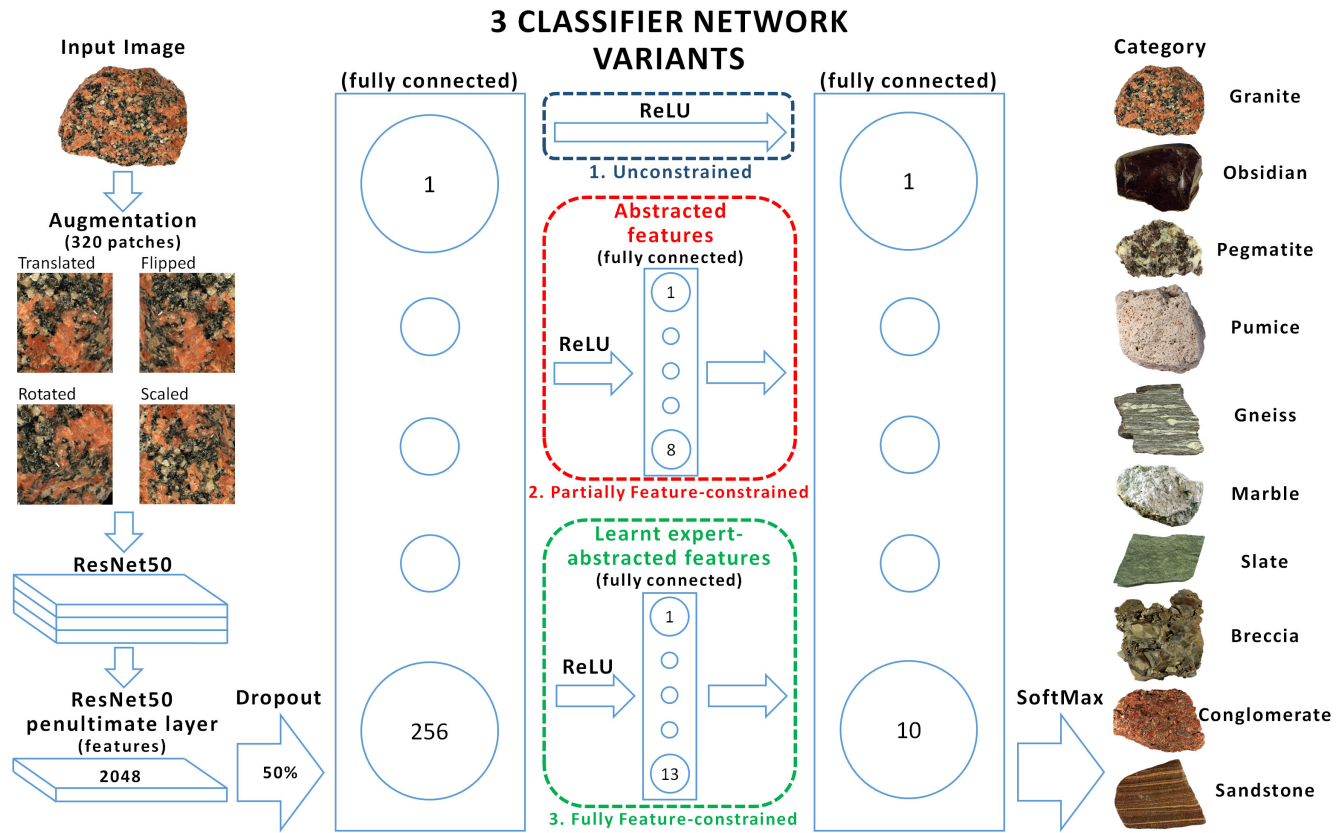 3 CLASSIFIER NETWORK
VARIANTS
Input Image
Augmentation
(320 patches)
Translated
Flipped
Rotated
Scaled
ResNet50
ResNet50
penultimate layer
(features)
2048
Dropout
50%
(fully connected)
1
256
ReLU
1. Unconstrained
Abstracted
features
(fully connected)
ReLU
1
8
2. Partially Feature-constrained
Learnt expert-
abstracted features
(fully connected)
ReLU
1
13
3. Fully Feature-constrained
(fully connected)
1
10
SoftMax
Category
Granite
Obsidian
Pegmatite
Pumice
Gneiss
Marble
Slate
Breccia
Conglomerate
Sandstone